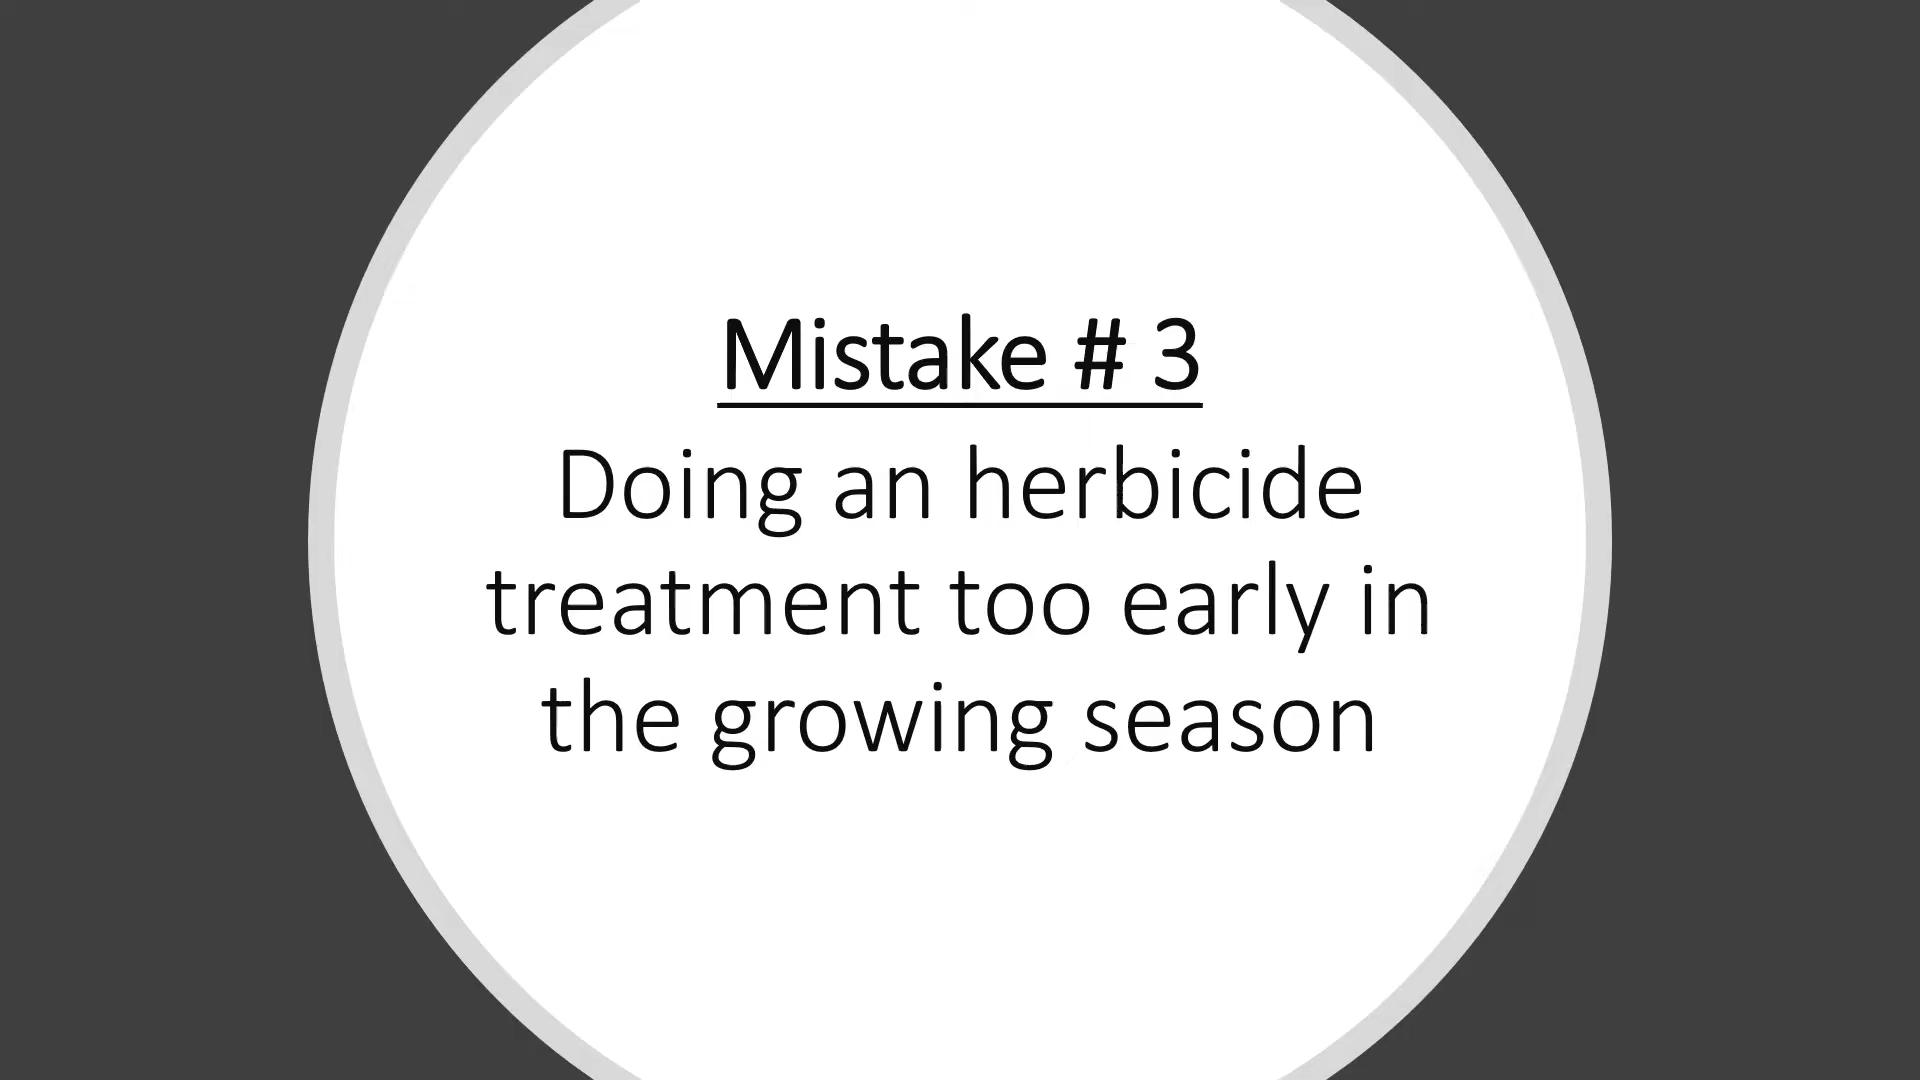 Mistake # 3
Doing an herbicide
treatment too early in
the growing season